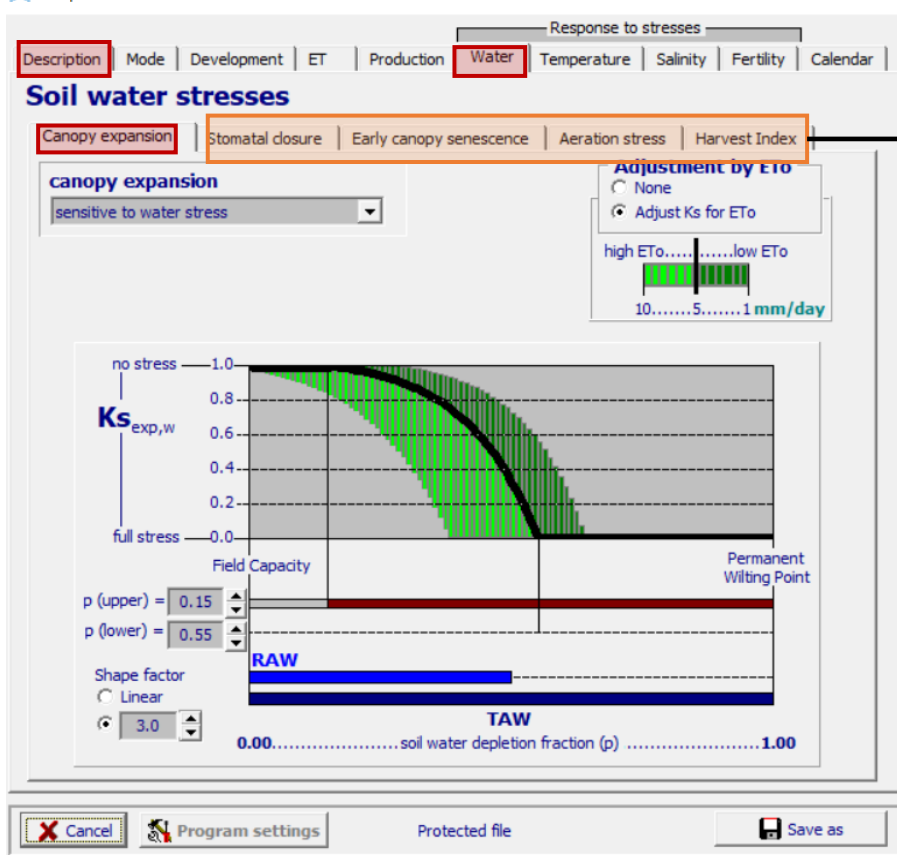 Response to stresses
Description Mode Development ET Production Water Temperature Salinity Fertility Calendar
Soil water stresses
Canopy expansion Stomatal closure Early canopy senescence Aeration stress Harvest Index
canopy expansion
sensitive to water stress
Adjustment by ETo
None
Adjust Ks for ETo
high ETo...........low ETo
10.......5.......1 mm/day
no stress 1.0
0.8
Ksexp,w 0.6
0.4
0.2
full stress 0.0
Field Capacity
Permanent
Wilting Point
p (upper) = 0.15
p (lower) = 0.55
RAW
Shape factor
Linear
3.0
TAW
0.00.......................soil water depletion fraction (p) ........................1.00
Cancel Program settings Protected file Save as